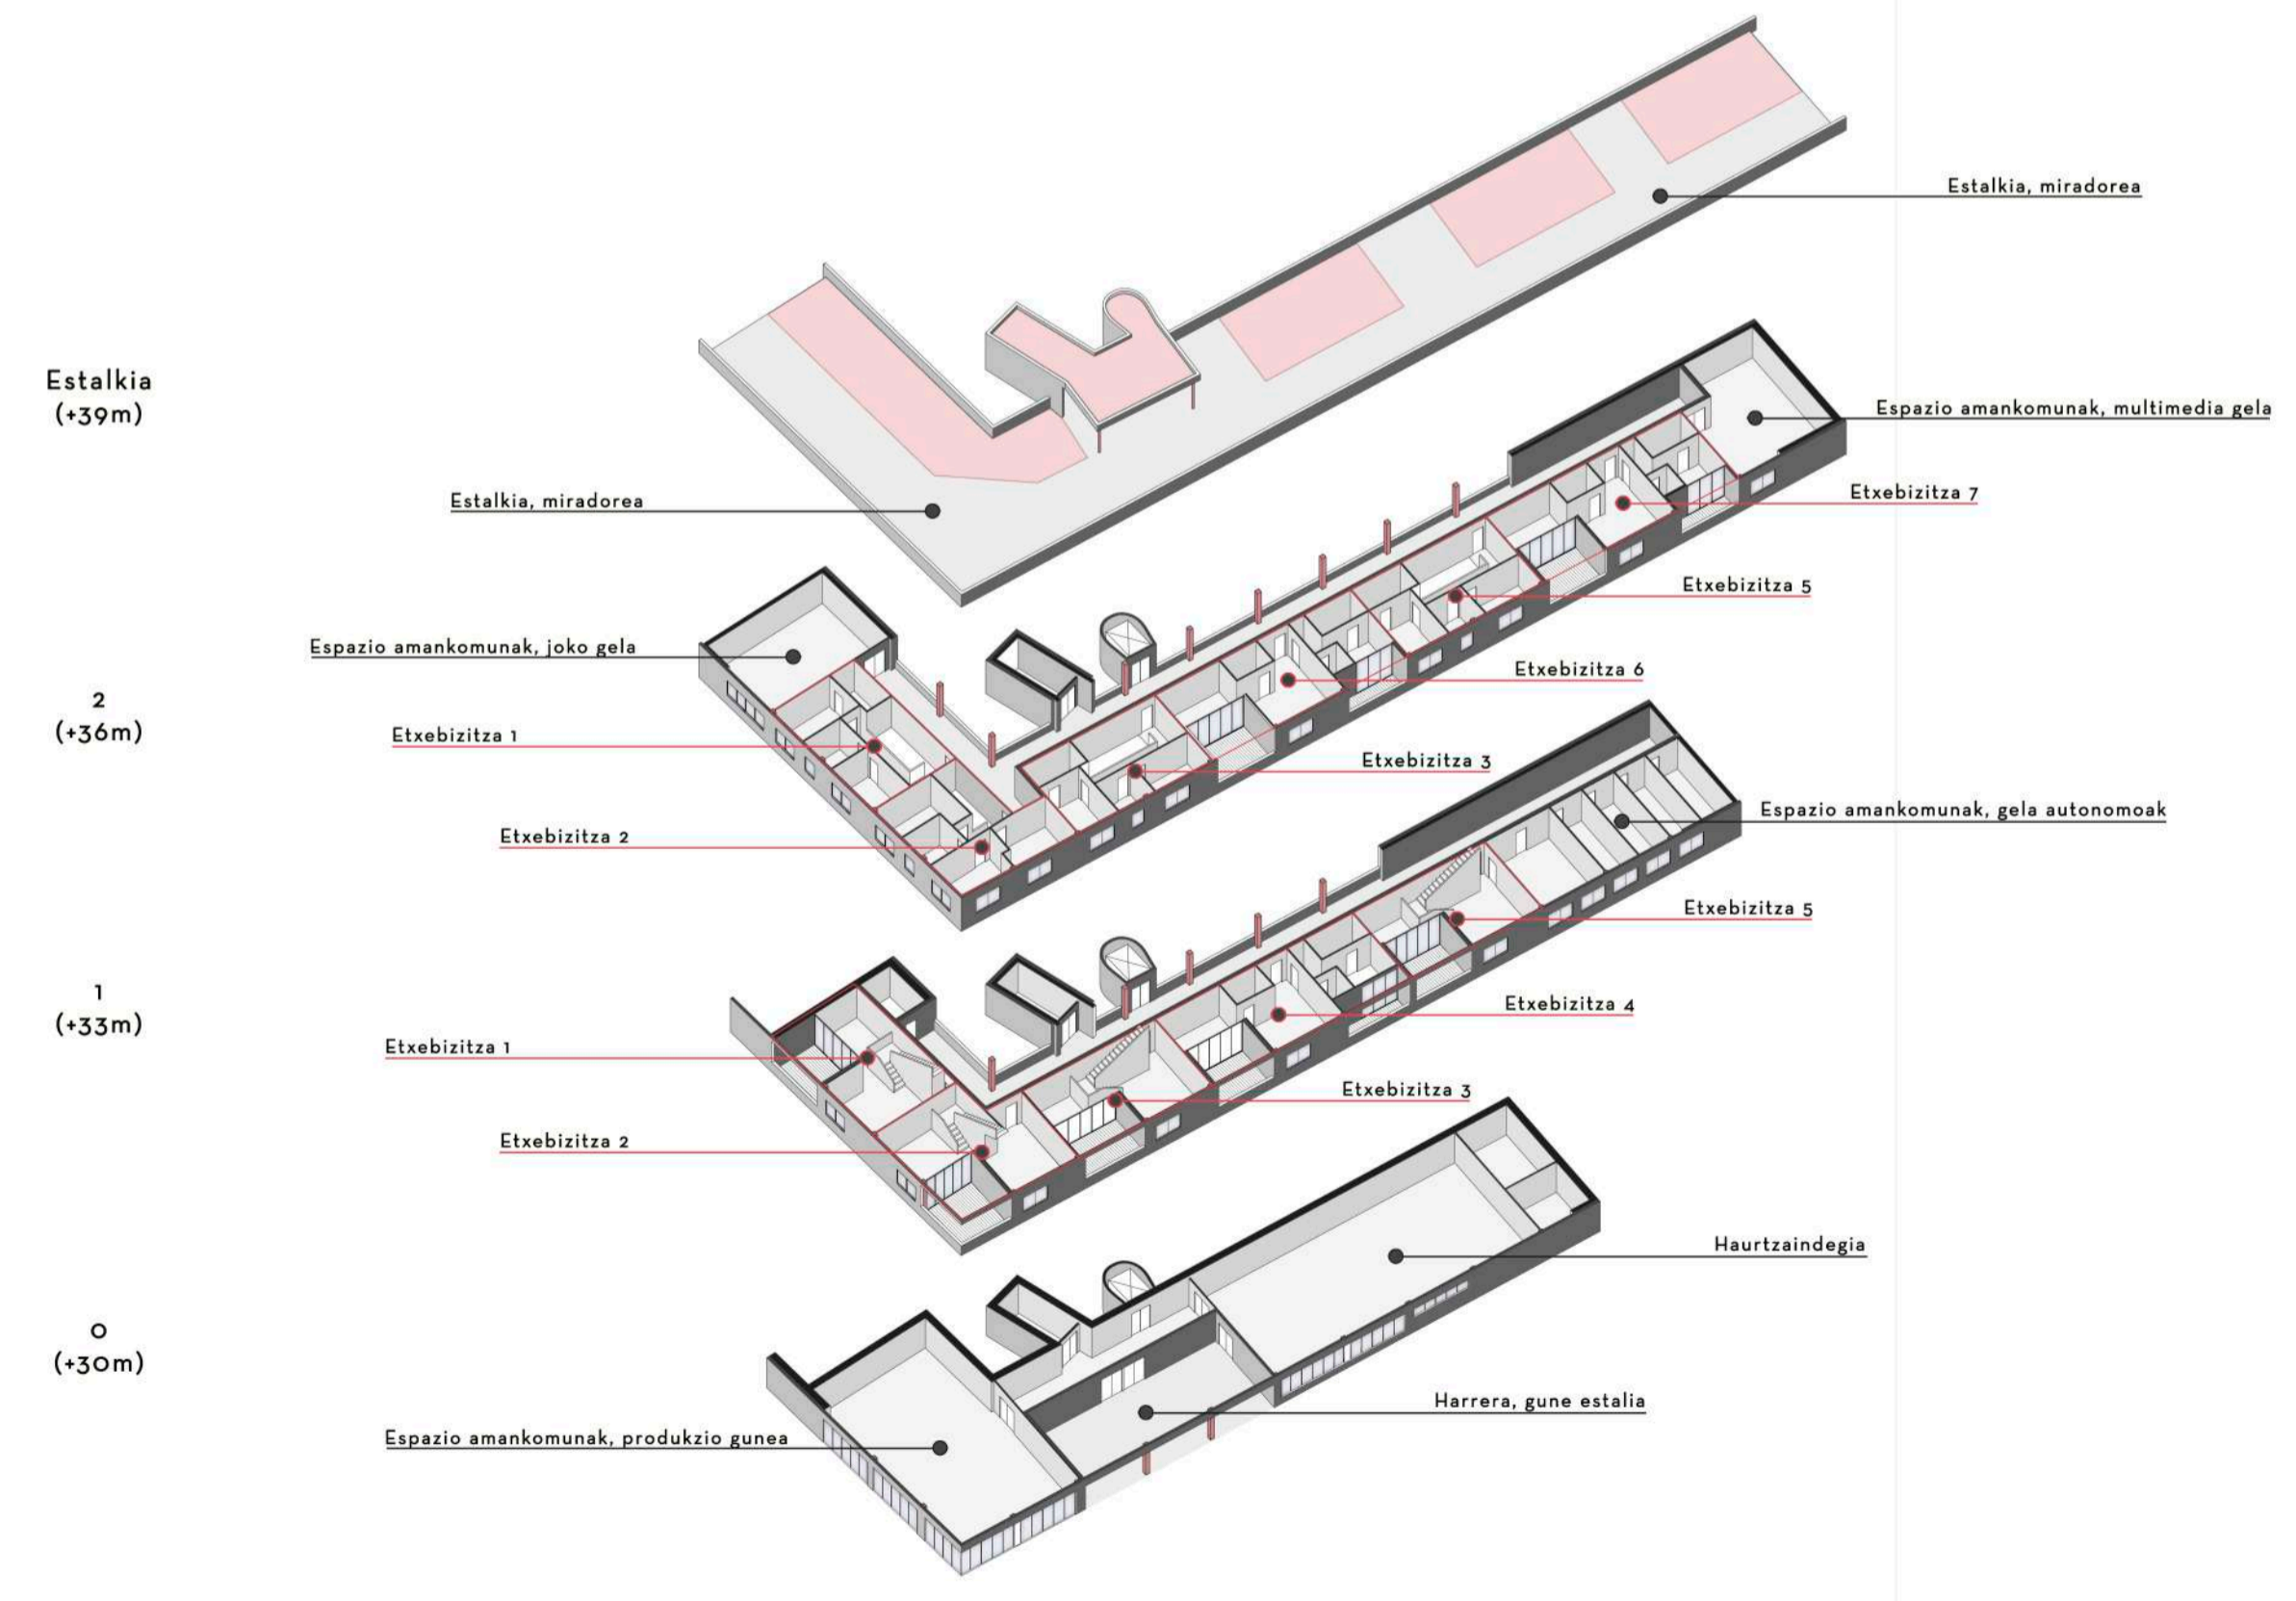 Estalkia, miradorea
Estalkia
(+39m)
Espazio amankomunak, multimedia gela
Etxebizitza 7
Estalkia, miradorea
Etxebizitza 5
Espazio amankomunak, joko gela
Etxebizitza 6
2
(+36m)
Etxebizitza 1
Etxebizitza 3
Etxebizitza 2
Espazio amankomunak, gela autonomoak
Etxebizitza 5
1
(+33m)
Etxebizitza 4
Etxebizitza 1
Etxebizitza 3
Etxebizitza 2
Haurtzaindegia
0
(+30m)
Harrera, gune estalia
Espazio amankomunak, produkzio gunea